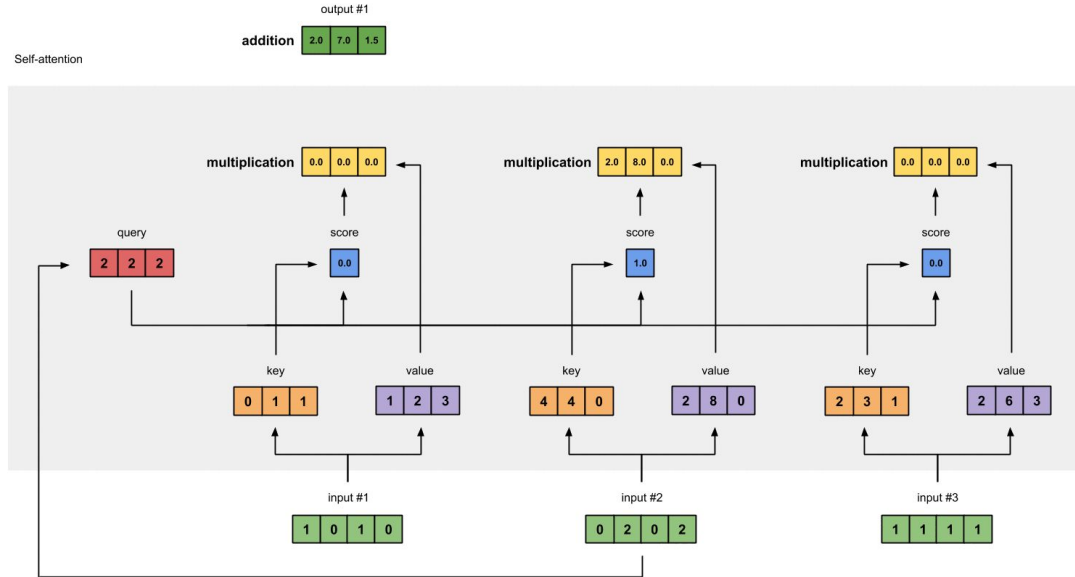 output #1
addition 2.0 7.0 1.5
Self-attention
multiplication 0.0 0.0 0.0 multiplication 2.0 8.0 0.0 multiplication 0.0 0.0 0.0
query score score score
2 2 2 0.0 1.0 0.0
key value key value key value
0 1 1 1 2 3 4 4 0 2 8 0 2 3 1 2 6 3
input #1 input #2 input #3
1 0 1 0 0 2 0 2 1 1 1 1